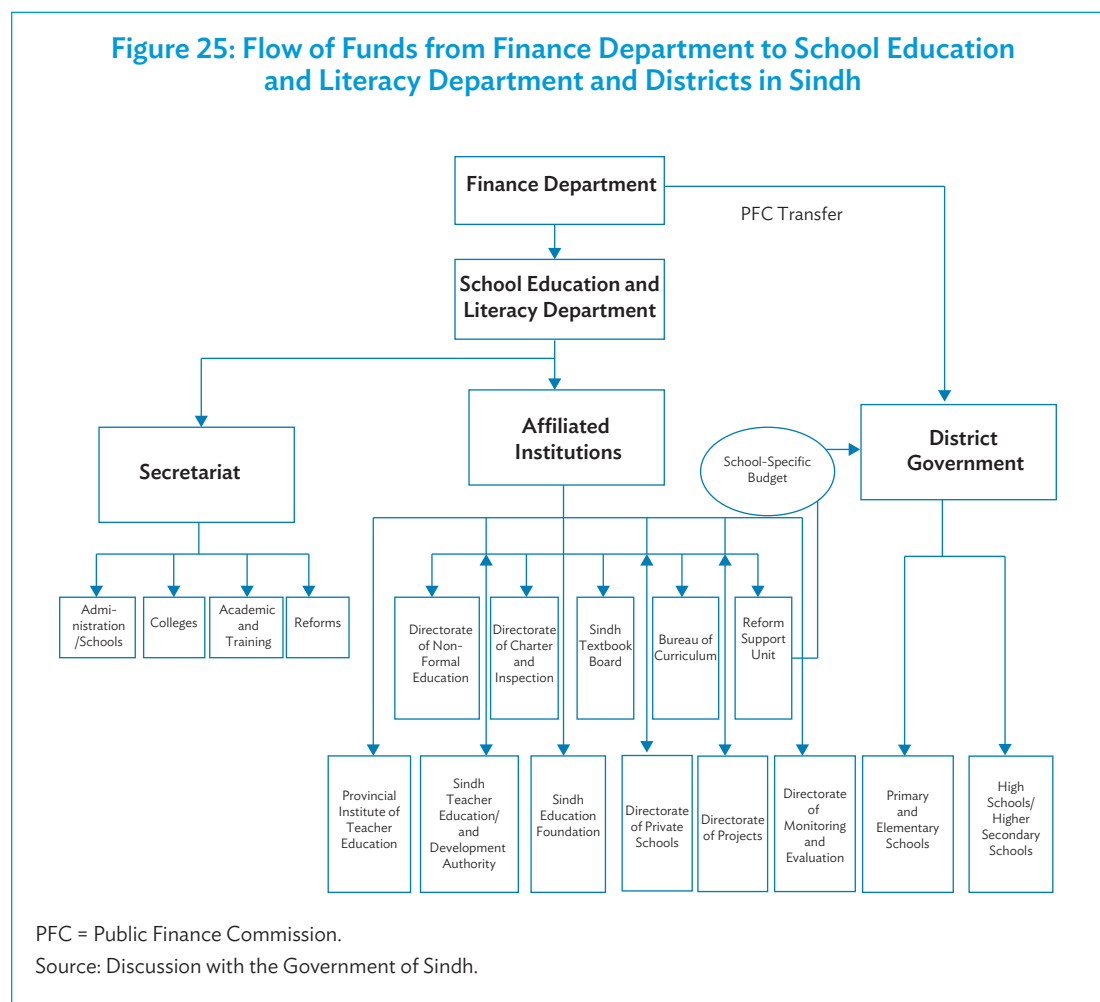 Figure 25: Flow of Funds from Finance Department to School Education
and Literacy Department and Districts in Sindh
Finance Department
PFC Transfer
School Education and
Literacy Department
Secretariat
Affiliated
Institutions
School-Specific
Budget
District
Government
Admi-
nistration
/Schools
Colleges
Academic
and
Training
Reforms
Directorate
of Non-
Formal
Education
Directorate
of Charter
and
Inspection
Sindh
Textbook
Board
Bureau of
Curriculum
Reform
Support
Unit
Provincial
Institute of
Teacher
Education
Sindh
Teacher
Education/
and
Development
Authority
Sindh
Education
Foundation
Directorate
of Private
Schools
Directorate
of Projects
Directorate
of
Monitoring
and
Evaluation
Primary
and
Elementary
Schools
High
Schools/
Higher
Secondary
Schools
PFC = Public Finance Commission.
Source: Discussion with the Government of Sindh.